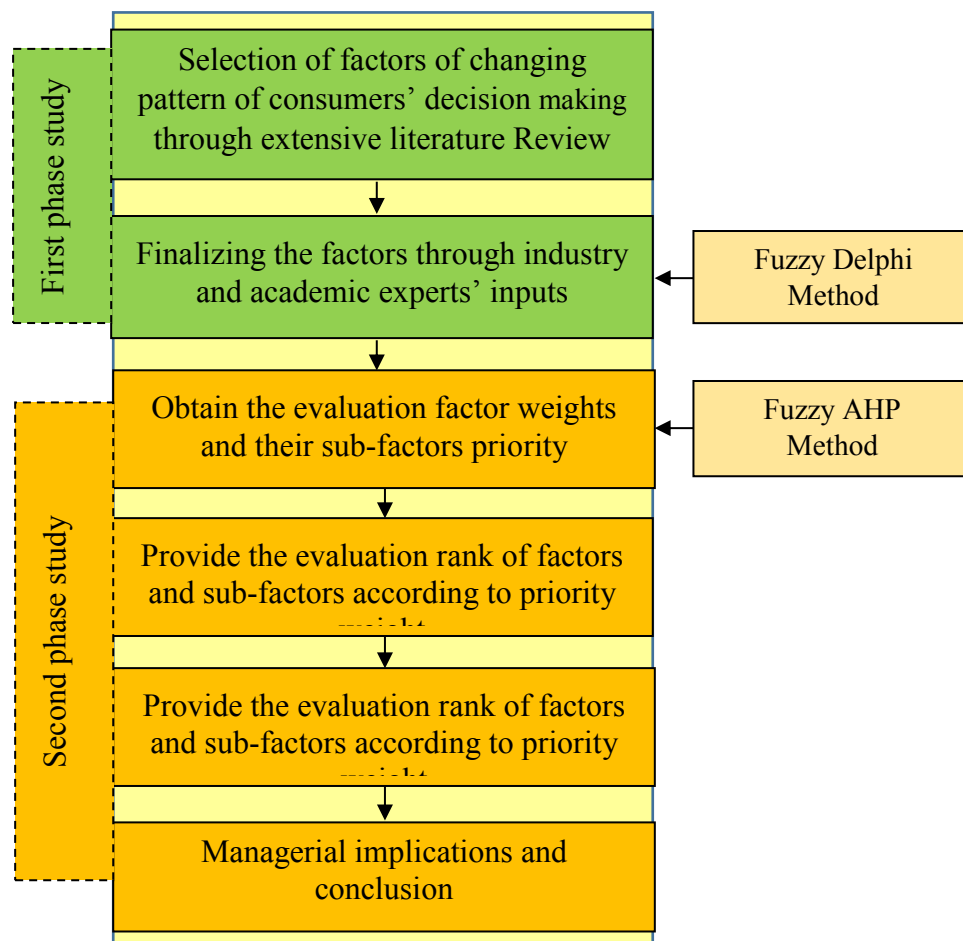 First phase study
Selection of factors of changing
pattern of consumers’ decision making
through extensive literature Review
Finalizing the factors through industry
and academic experts’ inputs
Fuzzy Delphi
Method
Second phase study
Obtain the evaluation factor weights
and their sub-factors priority
Fuzzy AHP
Method
Provide the evaluation rank of factors
and sub-factors according to priority
weight
Provide the evaluation rank of factors
and sub-factors according to priority
weight
Managerial implications and
conclusion